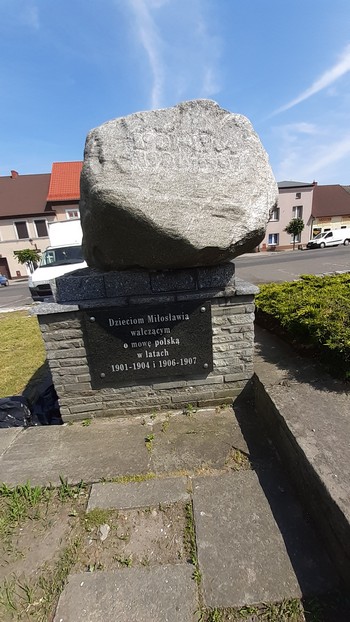 Dzieciom Miłosławia
walczącym
o mowę polską
w latach
1901-1904 i 1906-1907